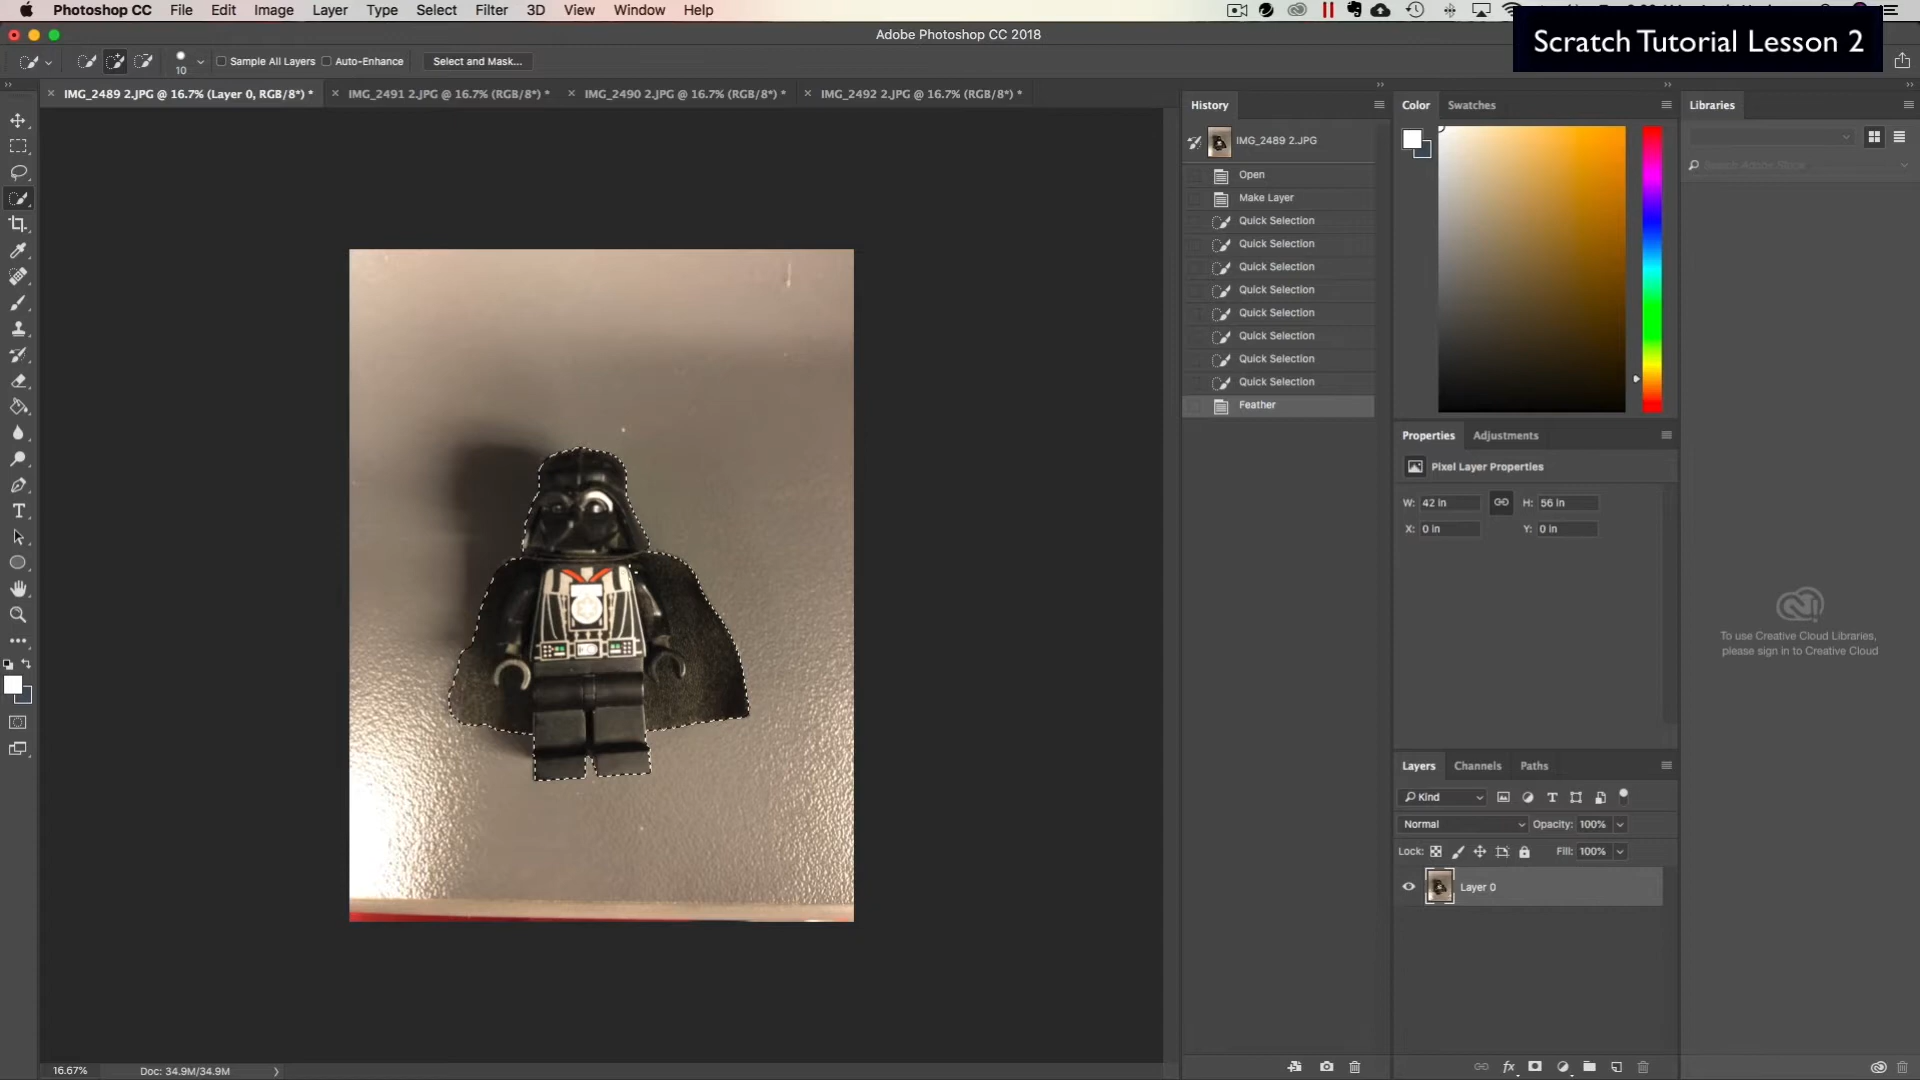 Photoshop CC File Edit Image Layer Type Select Filter 3D View Window Help
Adobe Photoshop CC 2018
Scratch Tutorial Lesson 2
10 Sample All Layers Auto-Enhance Select and Mask...
IMG_2489 2.JPG @ 16.7% (Layer 0, RGB/8*) * IMG_2491 2.JPG @ 16.7% (RGB/8*) * IMG_2490 2.JPG @ 16.7% (RGB/8*) * IMG_2492 2.JPG @ 16.7% (RGB/8*) *
History
IMG_2489 2.JPG
Open
Make Layer
Quick Selection
Quick Selection
Quick Selection
Quick Selection
Quick Selection
Quick Selection
Quick Selection
Quick Selection
Feather
Color Swatches
Properties Adjustments
Pixel Layer Properties
W: 42 in H: 56 in
X: 0 in Y: 0 in
Layers Channels Paths
Kind
Normal Opacity: 100%
Lock: Fill: 100%
Layer 0
Libraries
Search Adobe Stock
To use Creative Cloud Libraries,
please sign in to Creative Cloud
16.67% Doc: 34.9M/34.9M